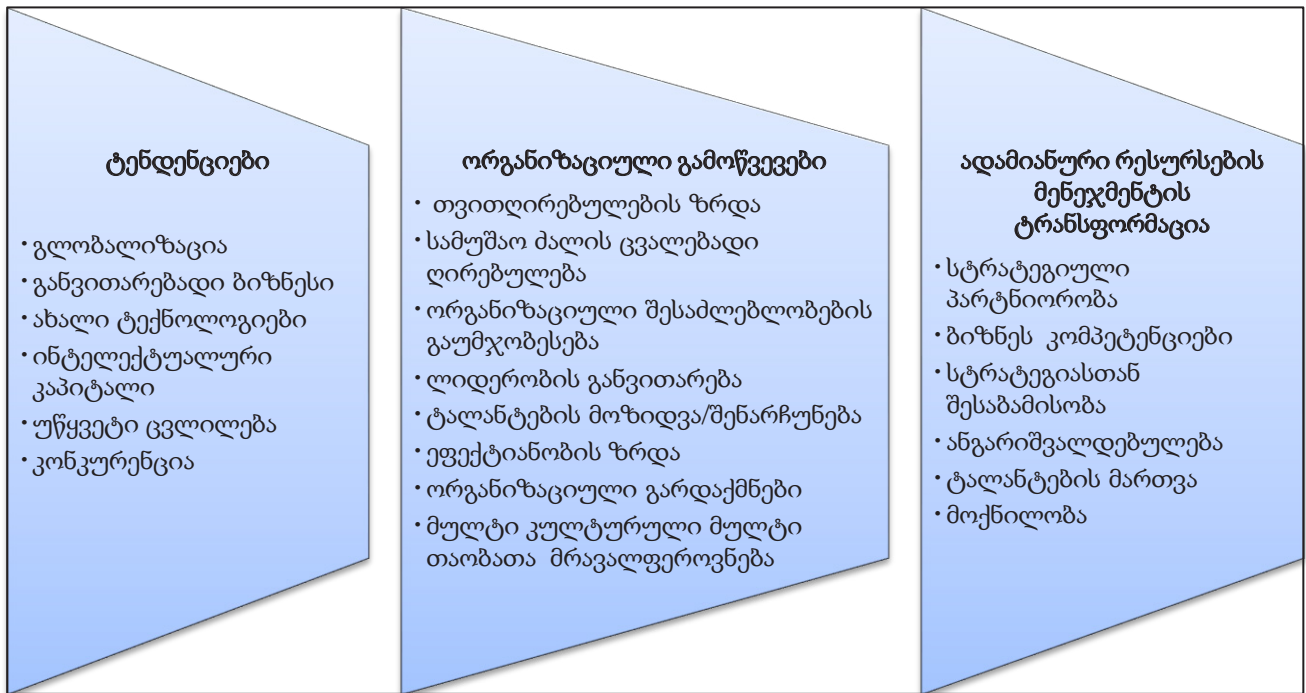 ტენდენციები
· გლობალიზაცია
· განვითარებადი ბიზნესი
· ახალი ტექნოლოგიები
· ინტელექტუალური
კაპიტალი
· უწყვეტი ცვლილება
· კონკურენცია
ორგანიზაციული გამოწვევები
· თვითღირებულების ზრდა
· სამუშაო ძალის ცვალებადი
ღირებულება
· ორგანიზაციული შესაძლებლობების
გაუმჯობესება
· ლიდერობის განვითარება
· ტალანტების მოზიდვა/შენარჩუნება
· ეფექტიანობის ზრდა
· ორგანიზაციული გარდაქმნები
· მულტი კულტურული მულტი
თაობათა მრავალფეროვნება
ადამიანური რესურსების
მენეჯმენტის
ტრანსფორმაცია
· სტრატეგიული
პარტნიორობა
· ბიზნეს კომპეტენციები
· სტრატეგიასთან
შესაბამისობა
· ანგარიშვალდებულება
· ტალანტების მართვა
· მოქნილობა